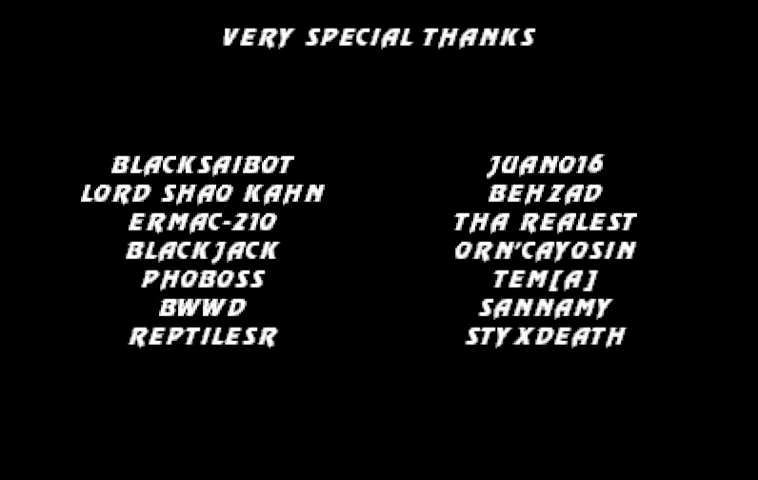 VERY SPECIAL THANKS
BLACKSAIBOT
LORD SHAO KAHN
ERMAC-210
BLACKJACK
PHOBOSS
BWWD
REPTILESR
JUANO16
BEHZAD
THA REALEST
ORN'CAYOSIN
TEM[A]
SANNAMY
STYXDEATH